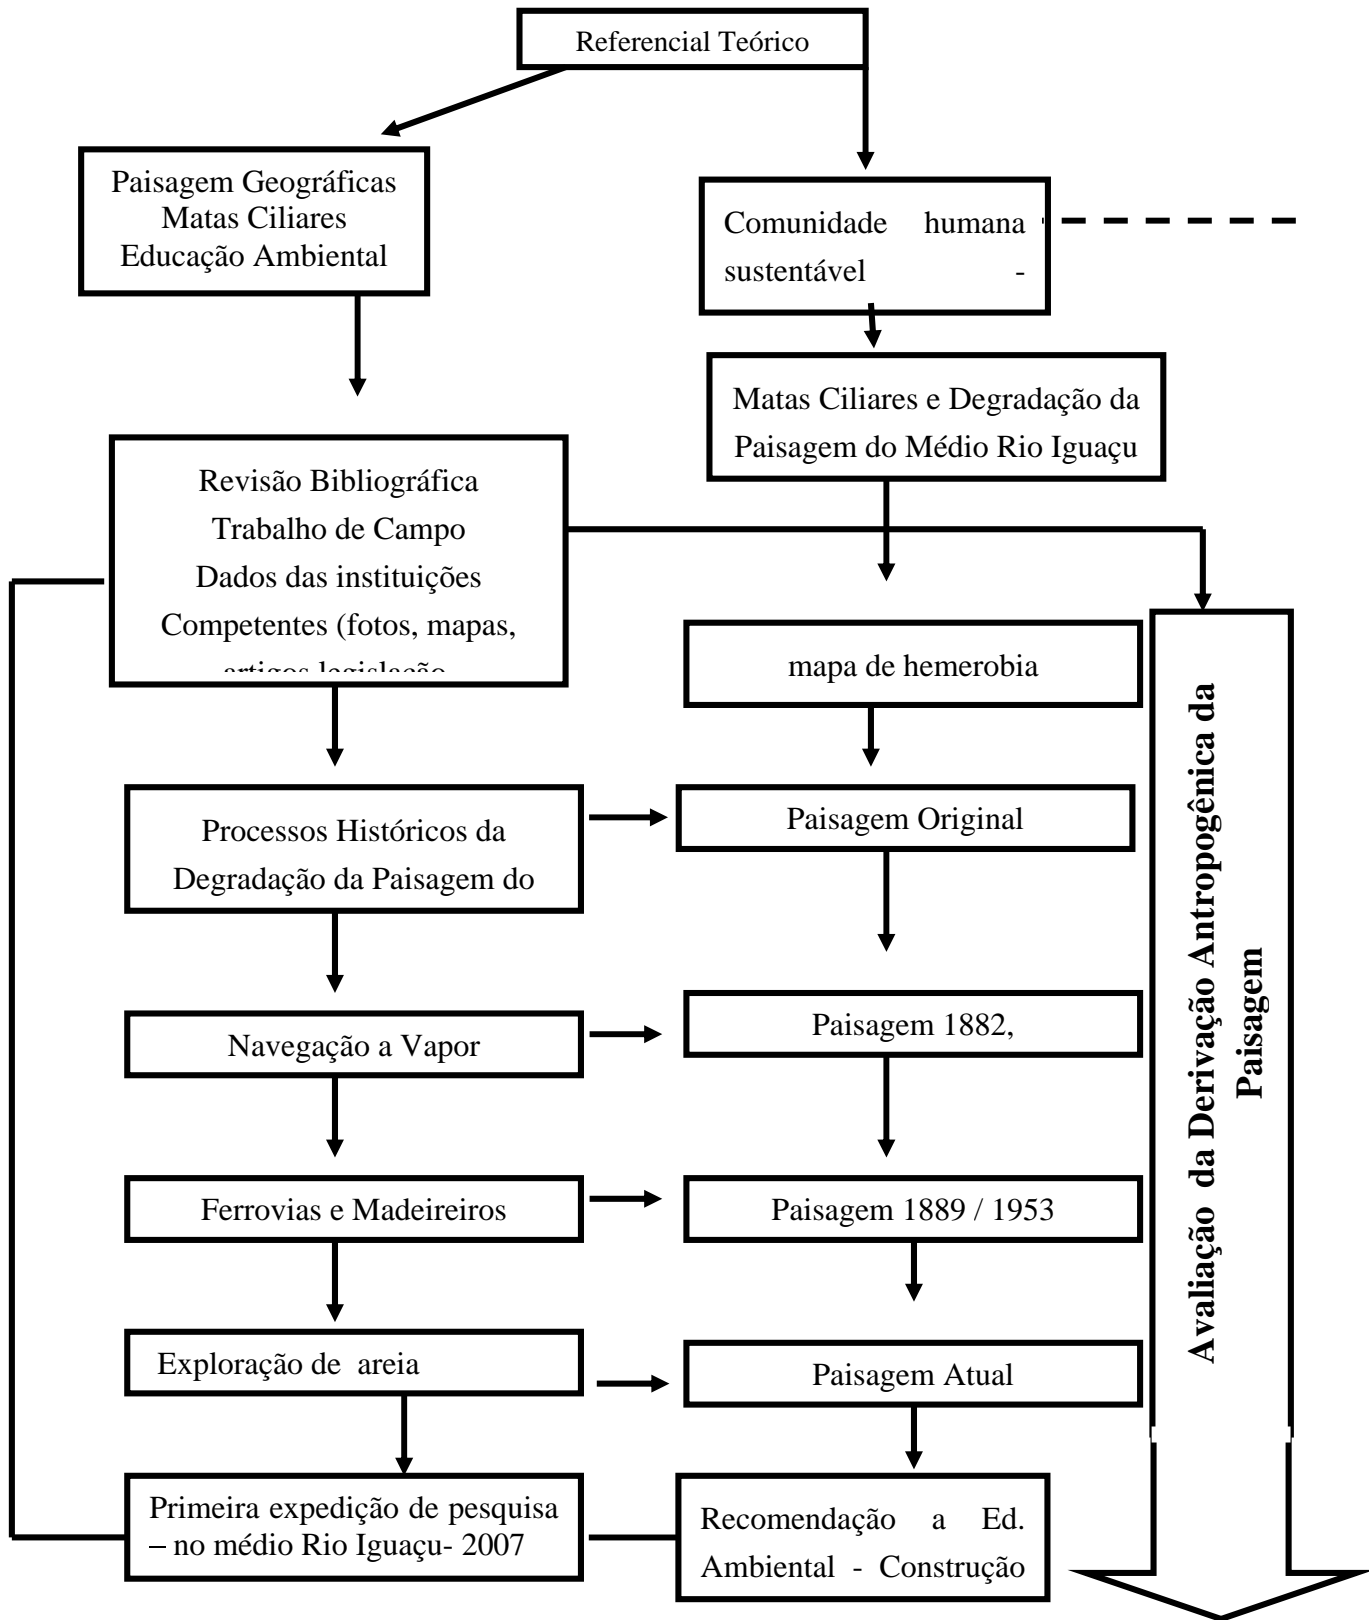 Referencial Teórico
Paisagem Geográficas
Matas Ciliares
Educação Ambiental
Comunidade humana
sustentável -
Matas Ciliares e Degradação da
Paisagem do Médio Rio Iguaçu
Revisão Bibliográfica
Trabalho de Campo
Dados das instituições
Competentes (fotos, mapas,
artigos legislação
mapa de hemerobia
Processos Históricos da
Degradação da Paisagem do
Paisagem Original
Navegação a Vapor
Paisagem 1882,
Ferrovias e Madeireiros
Paisagem 1889 / 1953
Exploração de areia
Paisagem Atual
Primeira expedição de pesquisa
– no médio Rio Iguaçu- 2007
Recomendação a Ed.
Ambiental - Construção
Avaliação da Derivação Antropogênica da
Paisagem